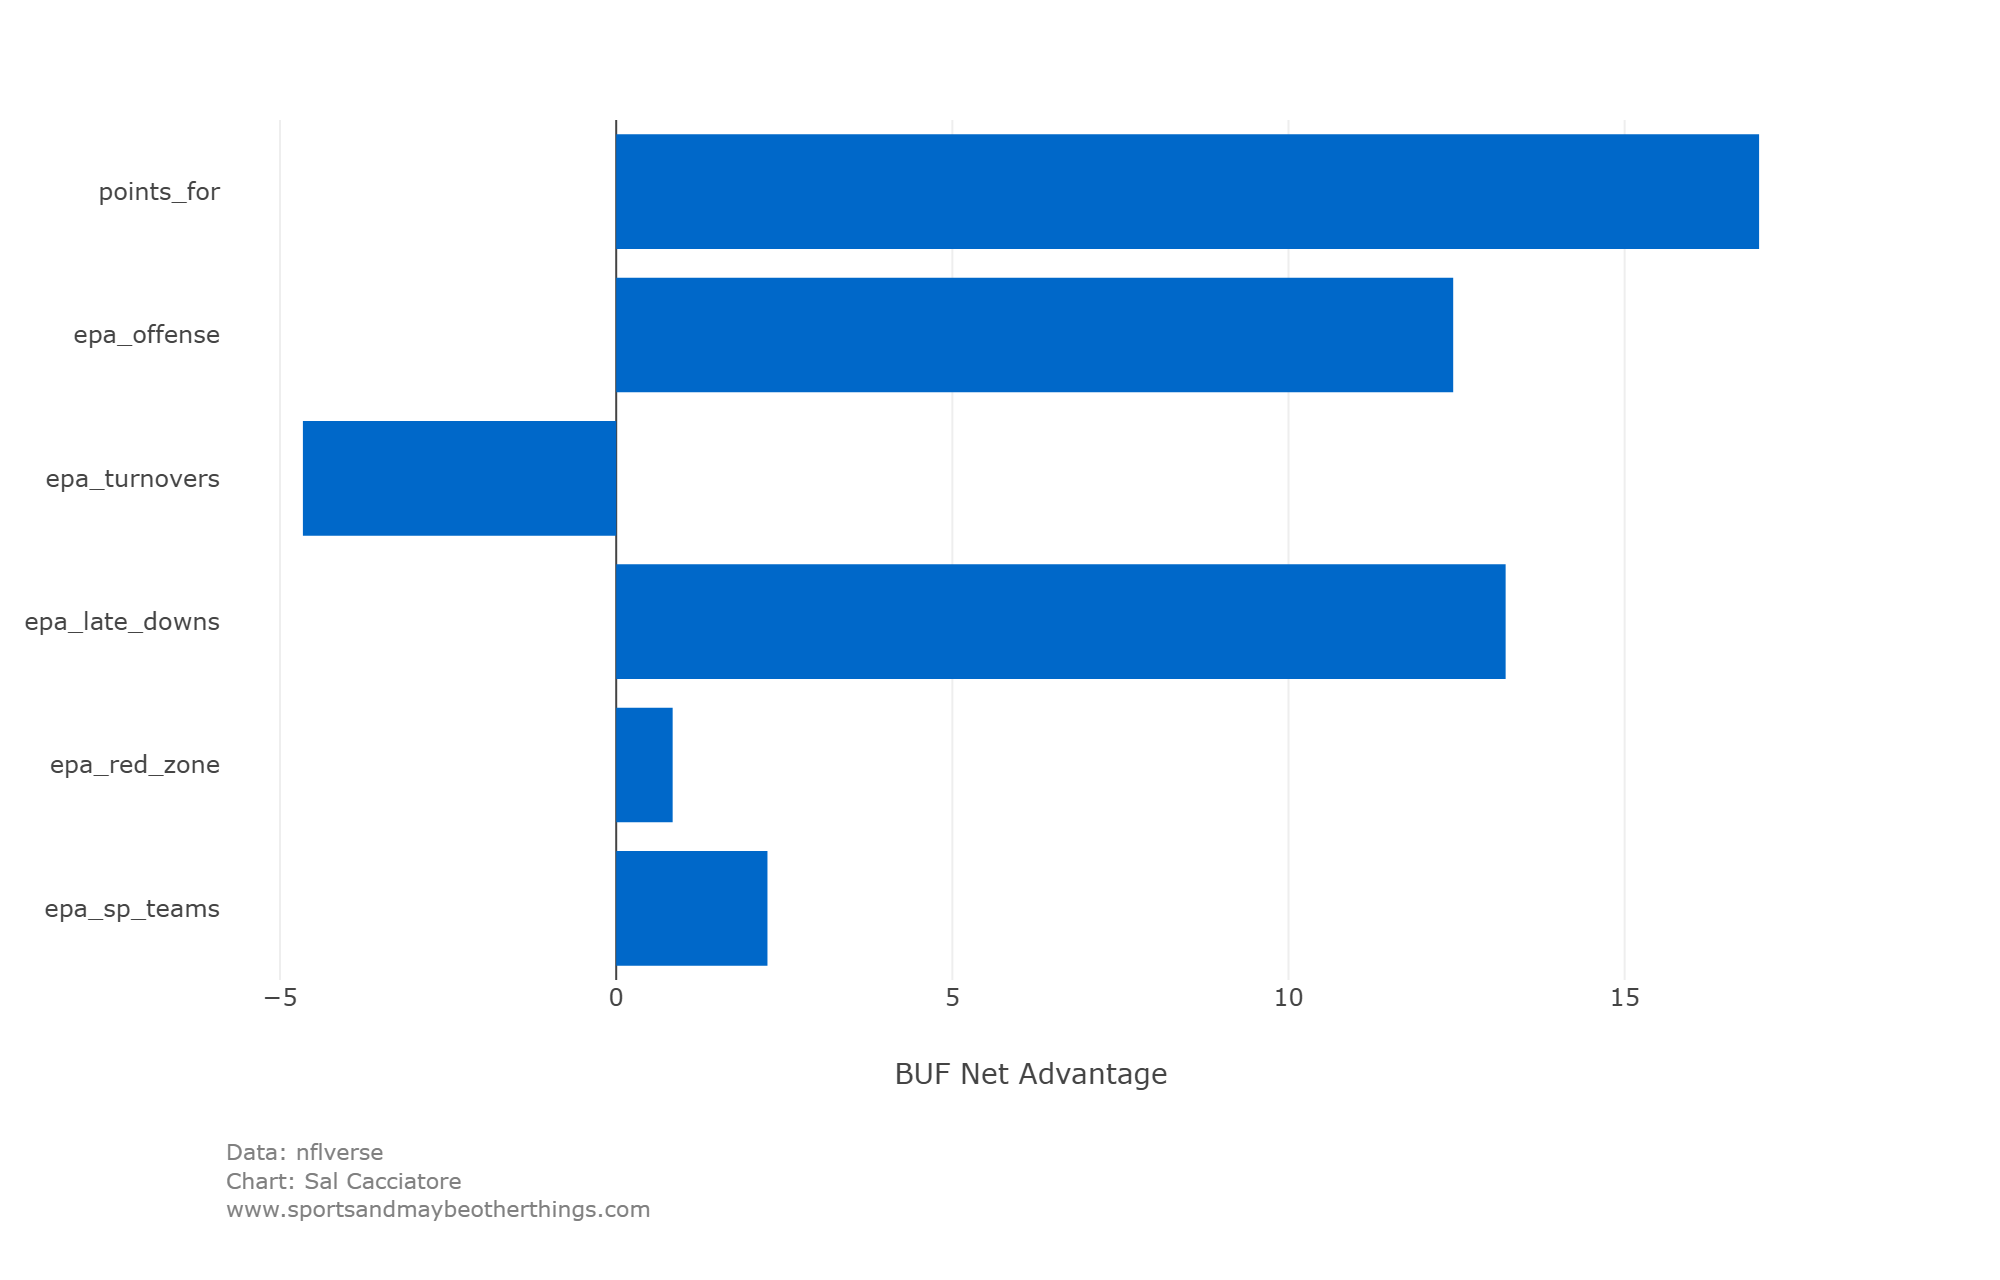 points_for
epa_offense
epa_turnovers
epa_late_downs
epa_red_zone
epa_sp_teams
−5 0 5 10 15
BUF Net Advantage
Data: nflverse
Chart: Sal Cacciatore
www.sportsandmaybeotherthings.com